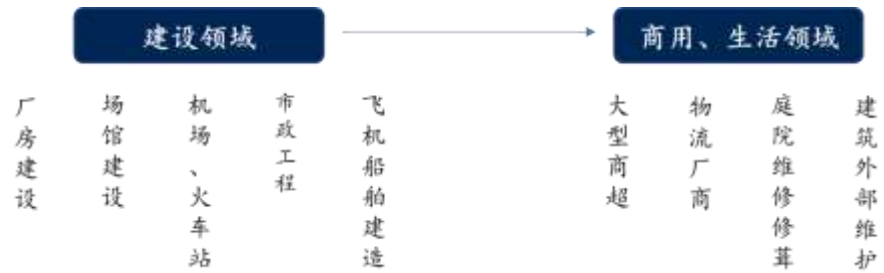 建设领域
商用、生活领域
厂房建设
场馆建设
机场、火车站
市政工程
飞机船舶建造
大型商超
物流厂商
庭院维修修葺
建筑外部维护